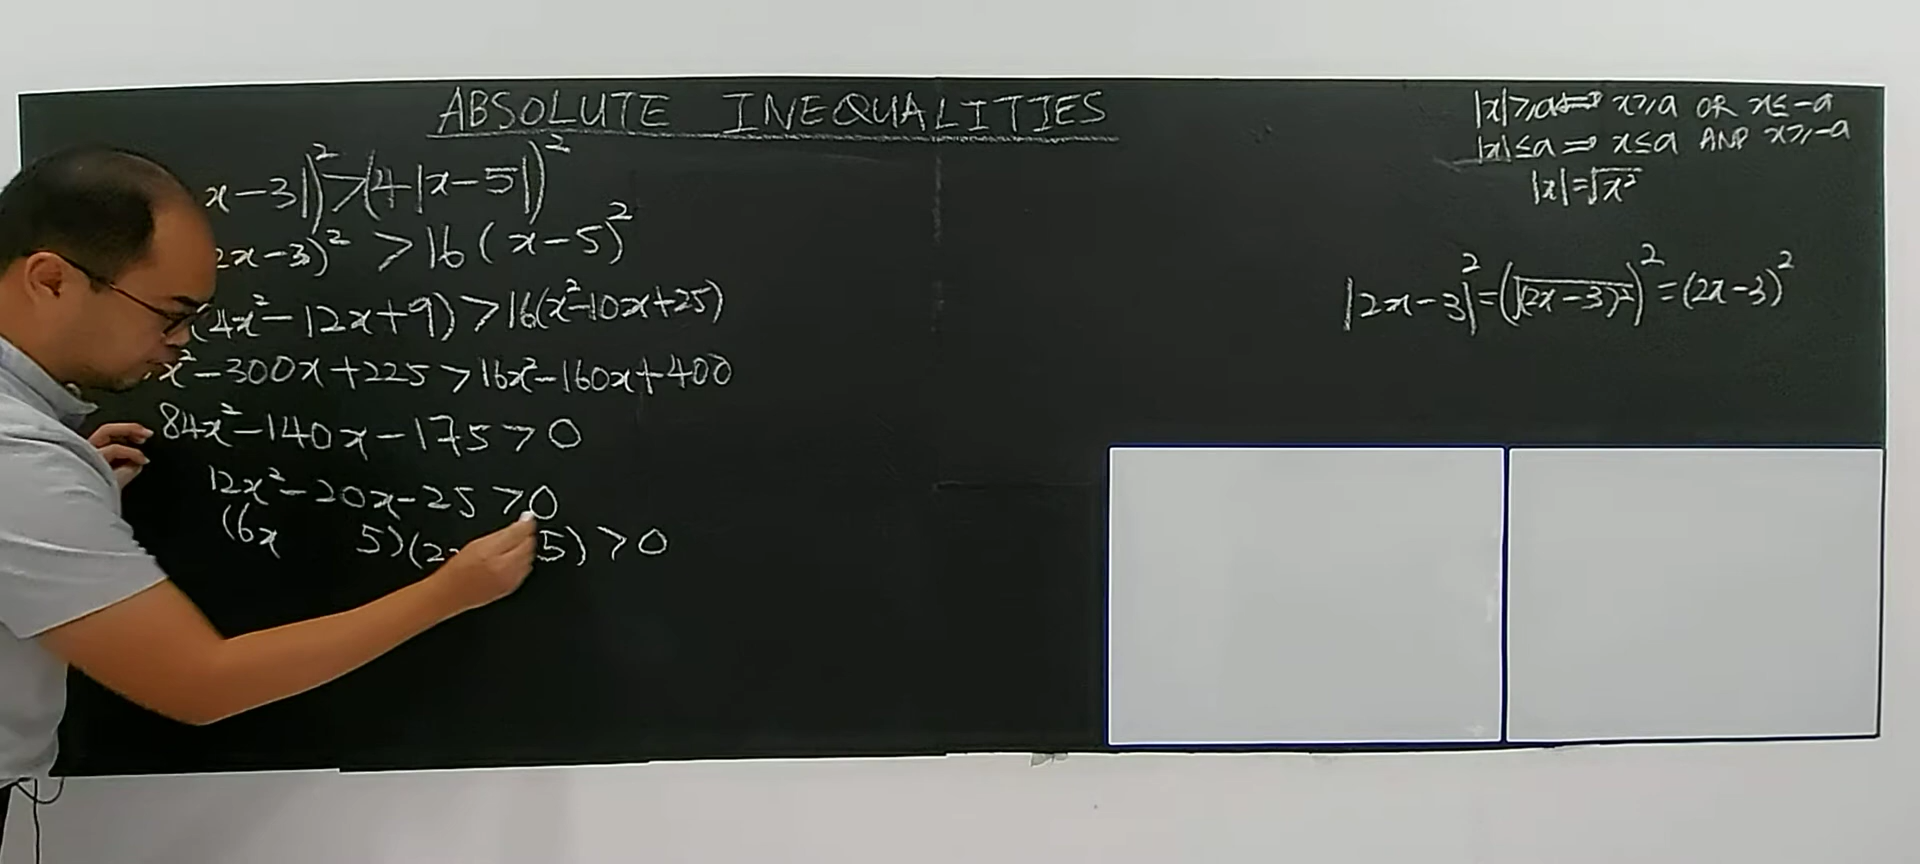 ABSOLUTE INEQUALITIES
x-3|)²>(4|x-5|)²
2x-3)² > 16(x-5)²
(4x²-12x+9)>16(x²-10x+25)
x²-300x+225>16x²-160x+400
84x²-140x-175>0
12x²-20x-25>0
(6x 5)(2x 5)>0
|x|≥a⟺x≥a OR x≤-a
|x|≤a⟹x≤a AND x≥-a
|x|=√x²
|2x-3|²=(√(2x-3)²)²=(2x-3)²